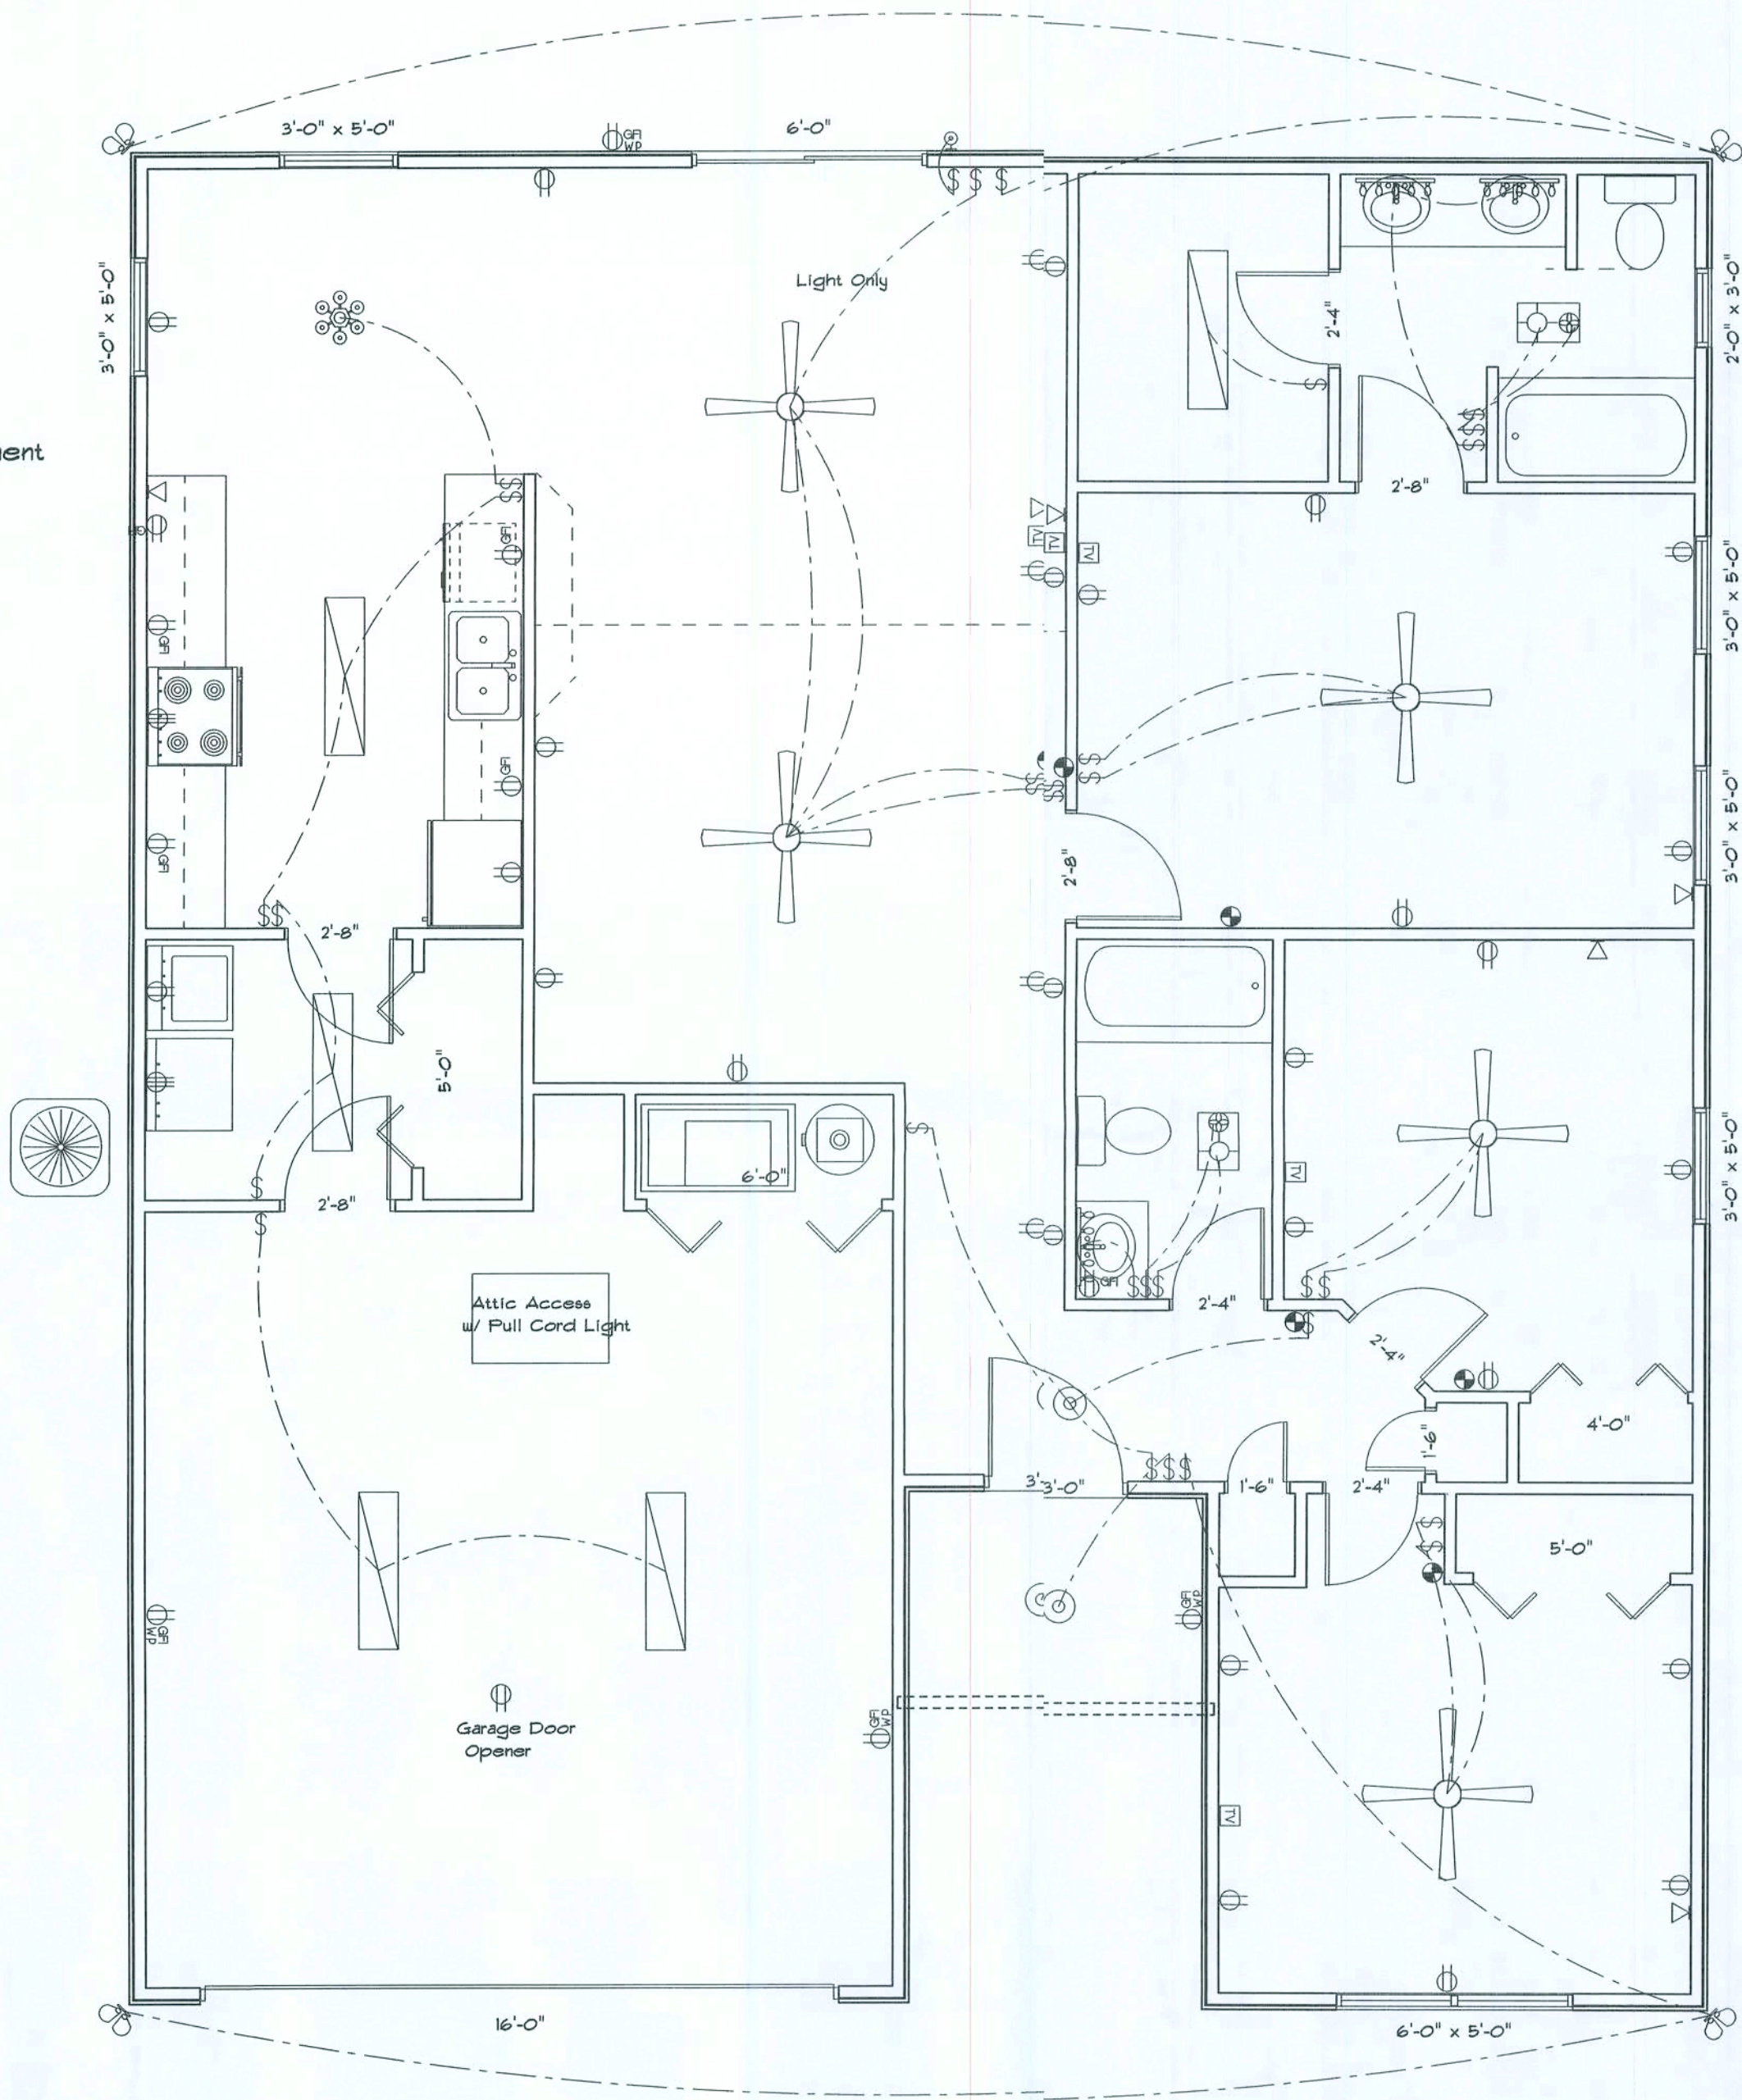 3'-0" x 5'-0"
GFI
WP
6'-0"
$ $ $
3'-0" x 5'-0"
Light Only
2'-4"
2'-0" x 3'-0"
$
$$$
$$$
ent
2'-8"
$$
GFI
TV
TV
TV
3'-0" x 5'-0"
GFI
GFI
$$
$$
3'-0" x 5'-0"
GFI
2'-8"
$$
2'-8"
5'-0"
6'-0"
$
TV
3'-0" x 5'-0"
$
2'-8"
$
GFI
$$$
$ $
2'-4"
Attic Access
w/ Pull Cord Light
$
2'-4"
4'-0"
1'-6"
$$$
3'
3'-0"
1'-6"
2'-4"
$$
5'-0"
GFI
WP
GFI
WP
Garage Door
Opener
GFI
WP
TV
16'-0"
6'-0" x 5'-0"